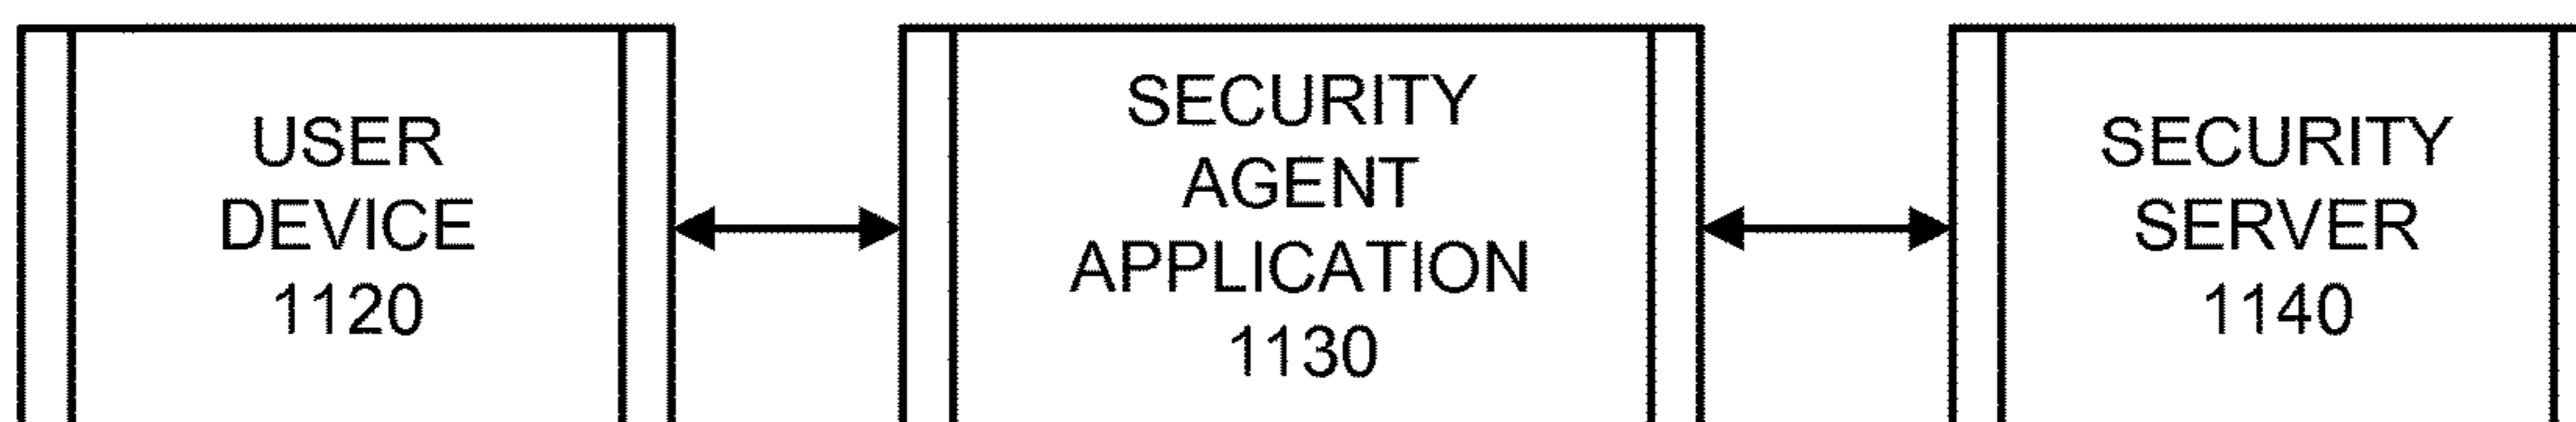 USER
DEVICE
1120
SECURITY
AGENT
APPLICATION
1130
SECURITY
SERVER
1140